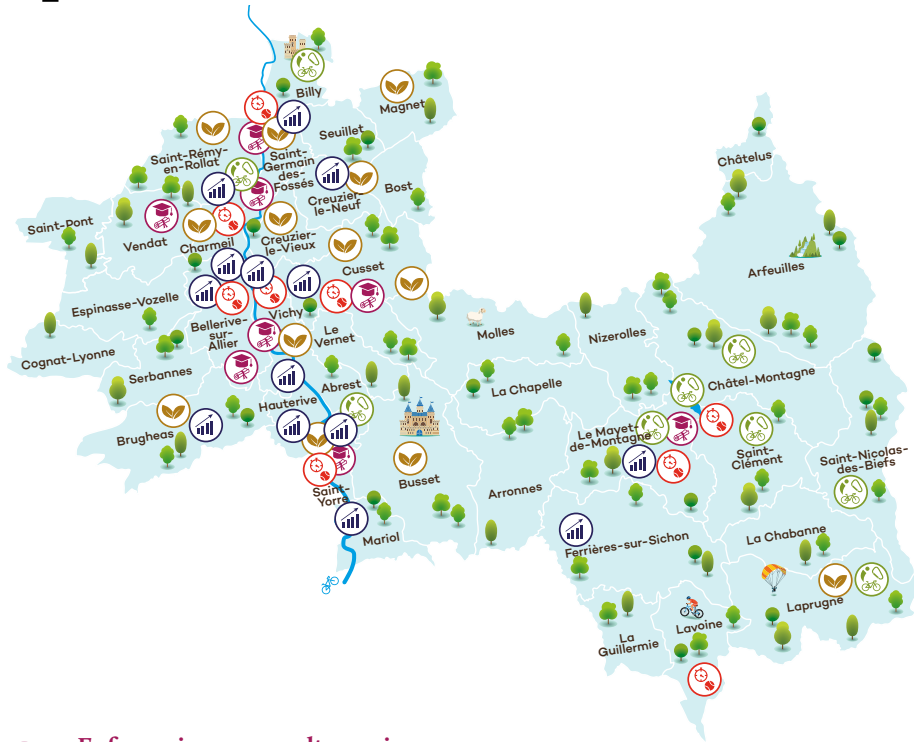 Billy
Magnet
Seuillet
Saint-Rémy-
en-Rollat
Saint-
Germain
des-
Fossés
Châtelus
Creuzier-
le-Neuf
Bost
Saint-Pont
Vendat
Charmeil
Creuzier-
le-Vieux
Cusset
Arfeuilles
Espinasse-Vozelle
Vichy
Bellerive-
sur-
Allier
Le
Vernet
Molles
Nizerolles
Cognat-Lyonne
Serbannes
Abrest
La Chapelle
Châtel-Montagne
Hauterive
Brugheas
Le Mayet-
de-Montagne
Saint-
Clément
Saint-Nicolas-
des-Biefs
Busset
Arronnes
Saint-
Yorre
Mariol
Ferrières-sur-Sichon
La Chabanne
Laprugne
Lavoine
La
Guillermie